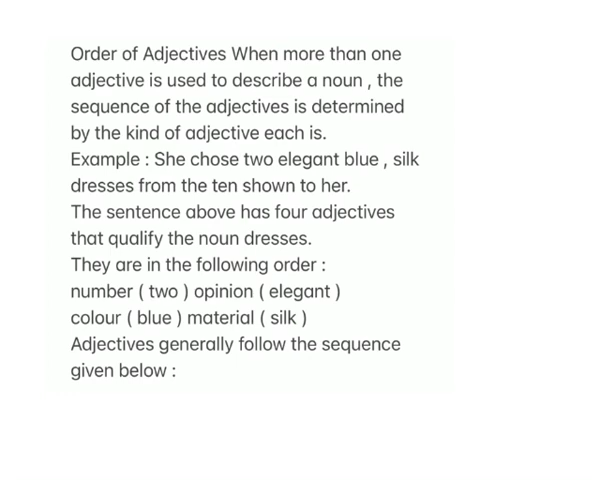 Order of Adjectives When more than one
adjective is used to describe a noun , the
sequence of the adjectives is determined
by the kind of adjective each is.
Example : She chose two elegant blue , silk
dresses from the ten shown to her.
The sentence above has four adjectives
that qualify the noun dresses.
They are in the following order :
number ( two ) opinion ( elegant )
colour ( blue ) material ( silk )
Adjectives generally follow the sequence
given below :